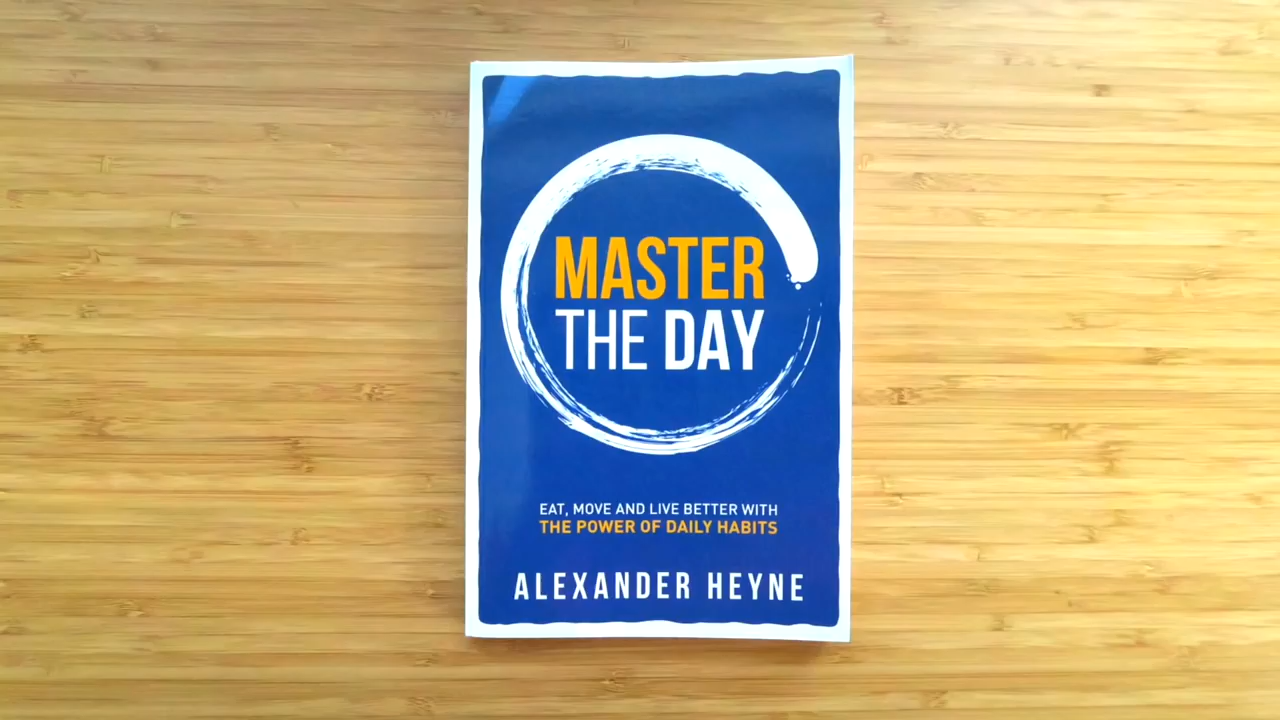 MASTER
THE DAY
EAT, MOVE AND LIVE BETTER WITH
THE POWER OF DAILY HABITS
ALEXANDER HEYNE